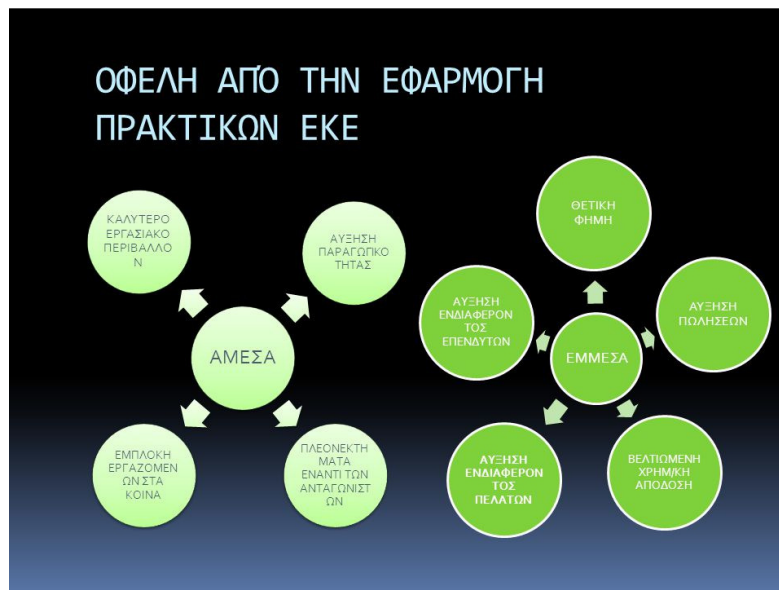 ΟΦΕΛΗ ΑΠΌ ΤΗΝ ΕΦΑΡΜΟΓΗ
ΠΡΑΚΤΙΚΩΝ ΕΚΕ
ΚΑΛΥΤΕΡΟ
ΕΡΓΑΣΙΑΚΟ
ΠΕΡΙΒΑΛΛΟ
Ν
ΑΥΞΗΣΗ
ΠΑΡΑΓΩΓΙΚΟ
ΤΗΤΑΣ
ΑΜΕΣΑ
ΕΜΠΛΟΚΗ
ΕΡΓΑΖΟΜΕΝ
ΩΝ ΣΤΑ
ΚΟΙΝΑ
ΠΛΕΟΝΕΚΤΗ
ΜΑΤΑ
ΕΝΑΝΤΙ ΤΩΝ
ΑΝΤΑΓΩΝΙΣΤ
ΩΝ
ΘΕΤΙΚΗ
ΦΗΜΗ
ΑΥΞΗΣΗ
ΕΝΔΙΑΦΕΡΟΝ
ΤΟΣ
ΕΠΕΝΔΥΤΩΝ
ΑΥΞΗΣΗ
ΠΩΛΗΣΕΩΝ
ΕΜΜΕΣΑ
ΑΥΞΗΣΗ
ΕΝΔΙΑΦΕΡΟΝ
ΤΟΣ
ΠΕΛΑΤΩΝ
ΒΕΛΤΙΩΜΕΝΗ
ΧΡΗΜ/ΚΗ
ΑΠΟΔΟΣΗ